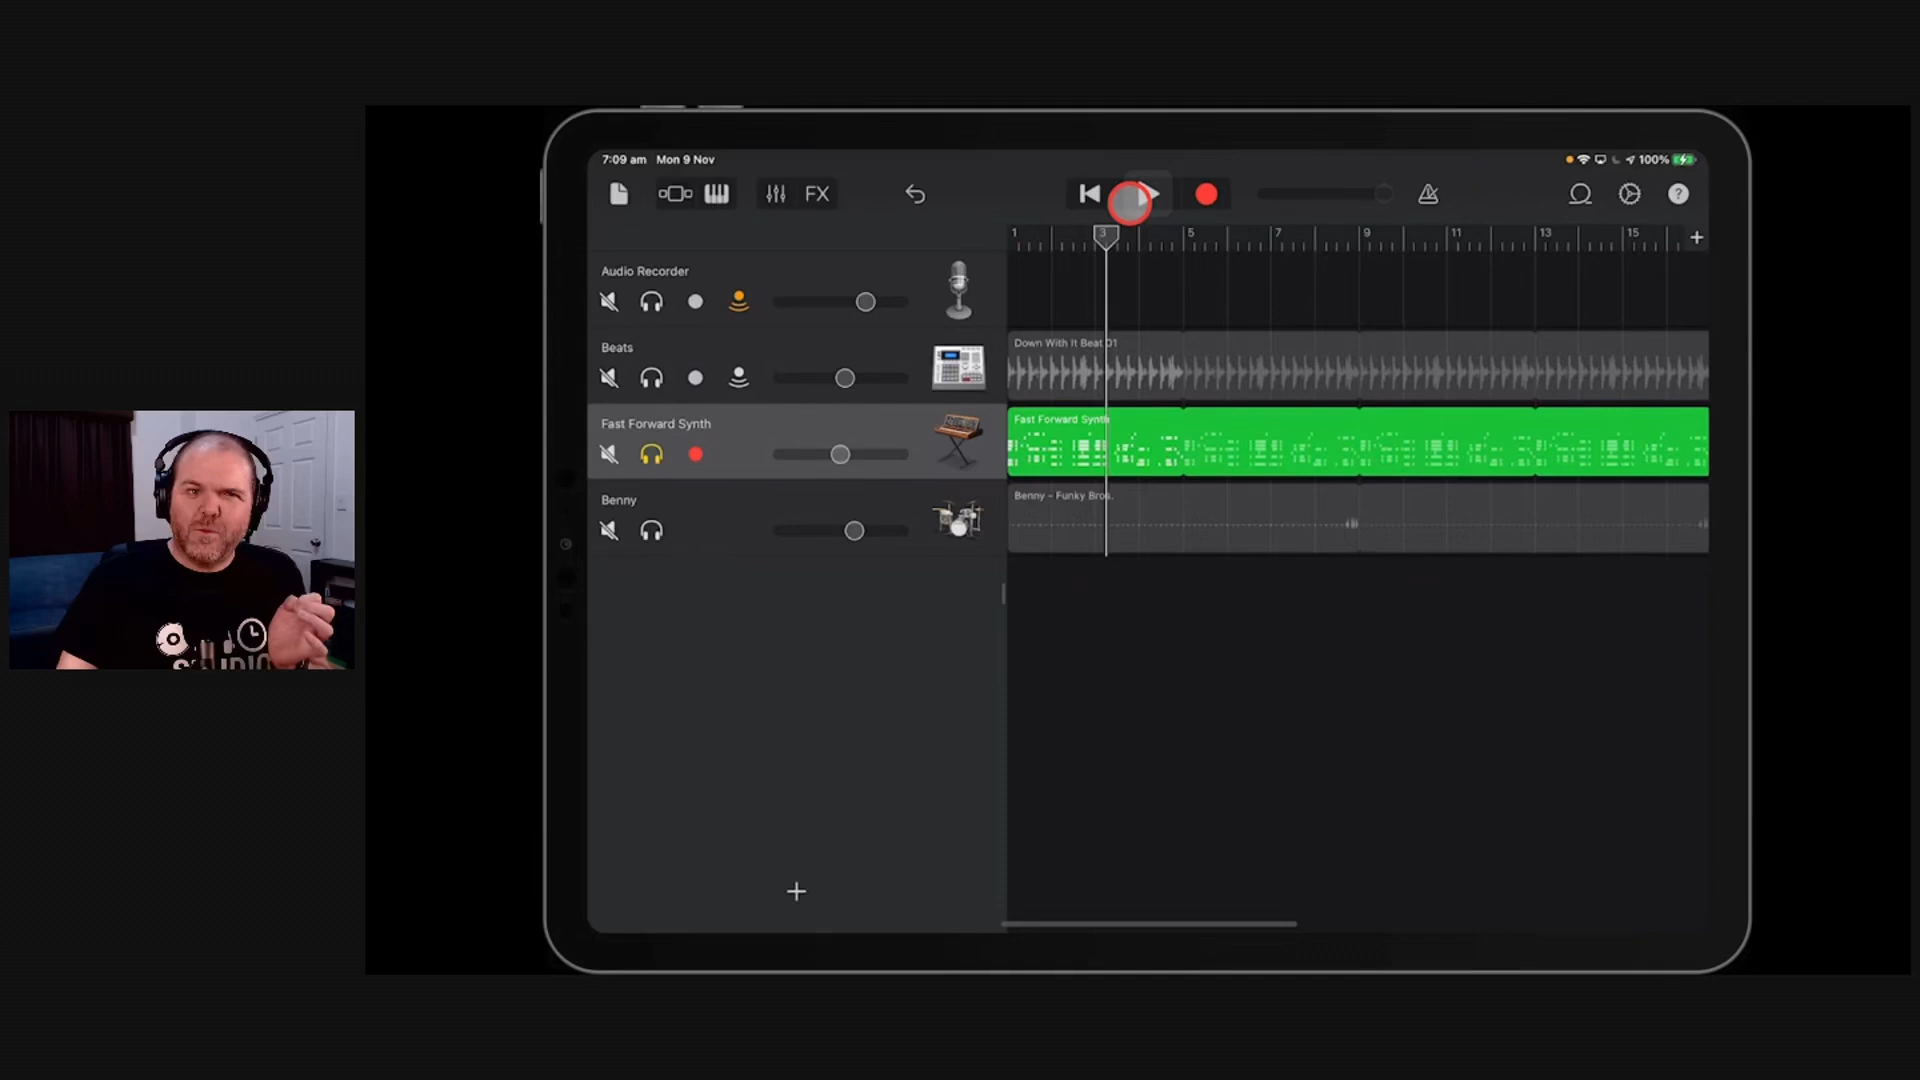 7:09 am Mon 9 Nov
100%
FX
1 3 5 7 9 11 13 15
Audio Recorder
Beats
Down With It Beat 01
Fast Forward Synth
Fast Forward Synth
Benny
Benny - Funky Bros.